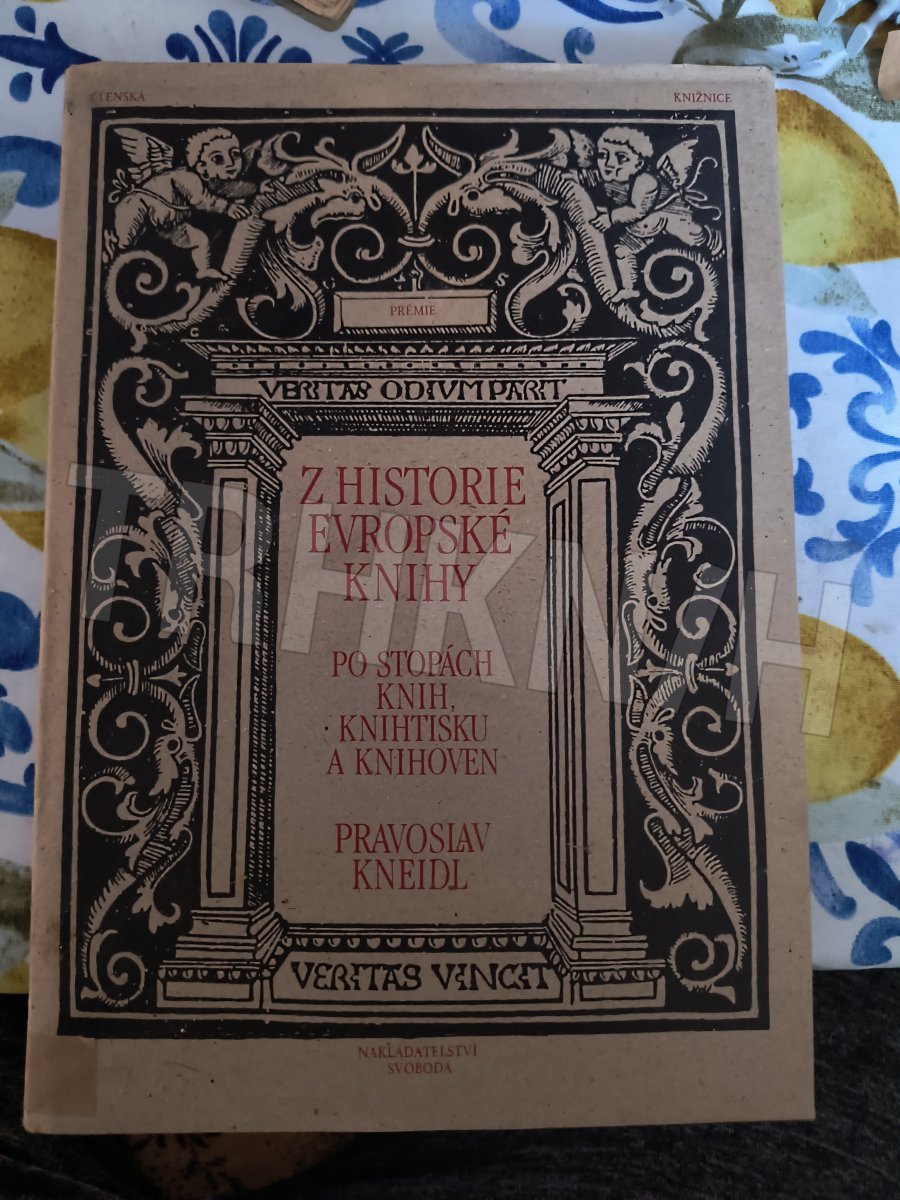 ČLENSKÁ KNIŽNICE
PRÉMIE
VERITAS ODIVM PARIT
Z HISTORIE
EVROPSKÉ
KNIHY
PO STOPÁCH
KNIH,
KNIHTISKU
A KNIHOVEN
PRAVOSLAV
KNEIDL
VERITAS VINCIT
NAKLADATELSTVÍ
SVOBODA
TRHKNIH